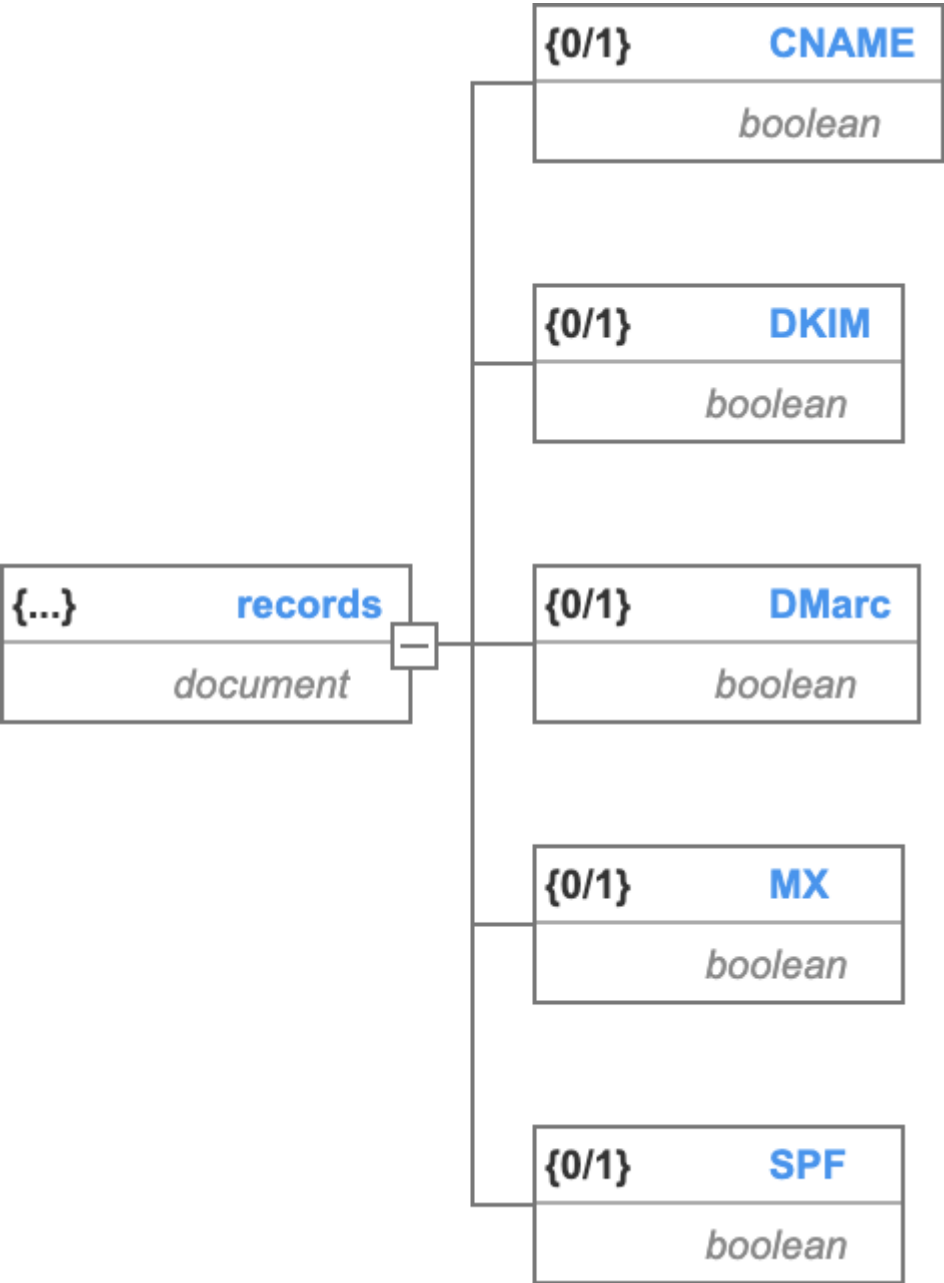 {0/1} CNAME
boolean
{0/1} DKIM
boolean
{...} records
document
{0/1} DMarc
boolean
{0/1} MX
boolean
{0/1} SPF
boolean